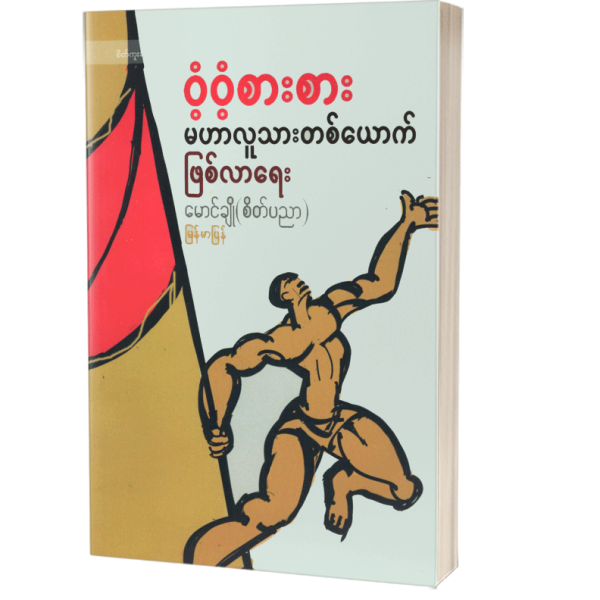 ဝံ့ဝံ့စားစား
မဟာလူသားတစ်ယောက်
ဖြစ်လာရေး
မောင်ချို(စိတ်ပညာ)
မြန်မာပြန်